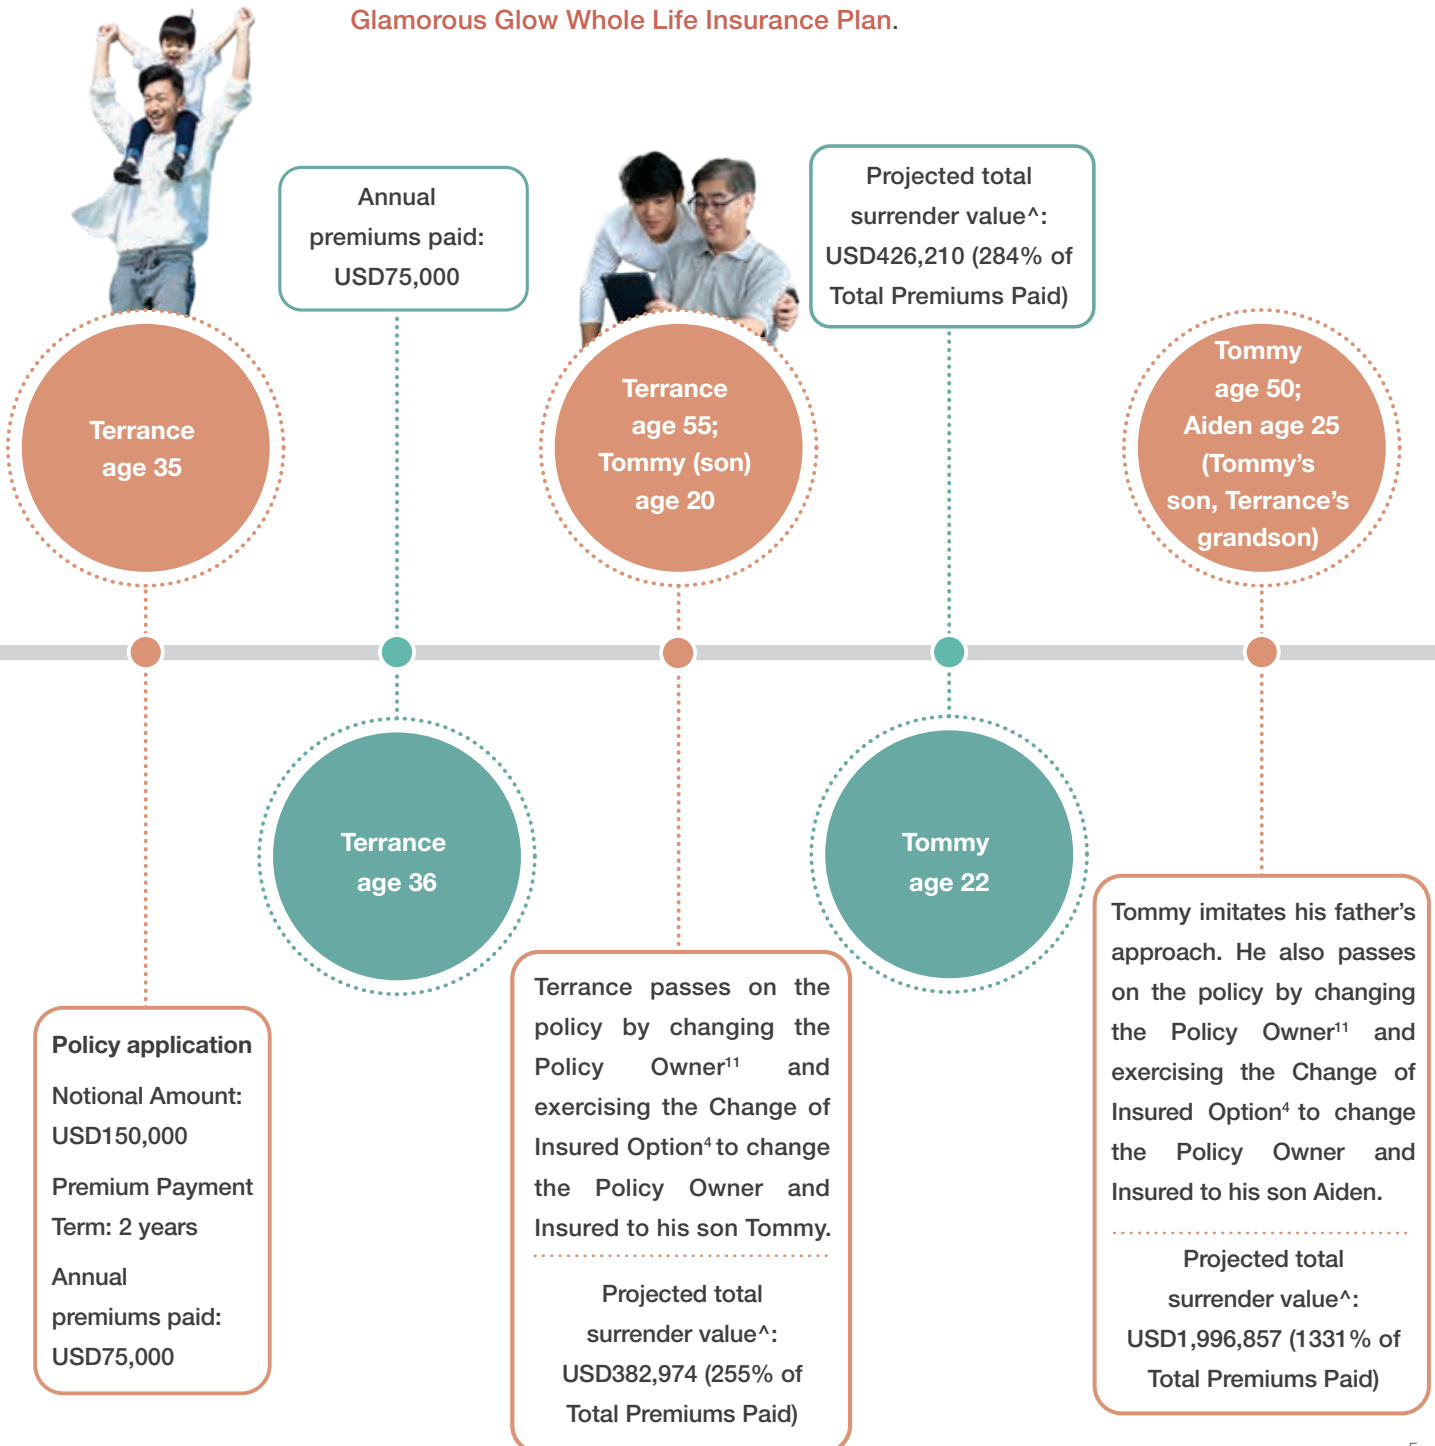 Glamorous Glow Whole Life Insurance Plan.
Terrance
age 35
Policy application
Notional Amount:
USD150,000
Premium Payment
Term: 2 years
Annual
premiums paid:
USD75,000
Annual
premiums paid:
USD75,000
Terrance
age 36
Terrance
age 55;
Tommy (son)
age 20
Terrance passes on the
policy by changing the
Policy Owner¹¹ and
exercising the Change of
Insured Option⁴ to change
the Policy Owner and
Insured to his son Tommy.
Projected total
surrender value^:
USD382,974 (255% of
Total Premiums Paid)
Projected total
surrender value^:
USD426,210 (284% of
Total Premiums Paid)
Tommy
age 22
Tommy
age 50;
Aiden age 25
(Tommy's
son, Terrance's
grandson)
Tommy imitates his father's
approach. He also passes
on the policy by changing
the Policy Owner¹¹ and
exercising the Change of
Insured Option⁴ to change
the Policy Owner and
Insured to his son Aiden.
Projected total
surrender value^:
USD1,996,857 (1331% of
Total Premiums Paid)